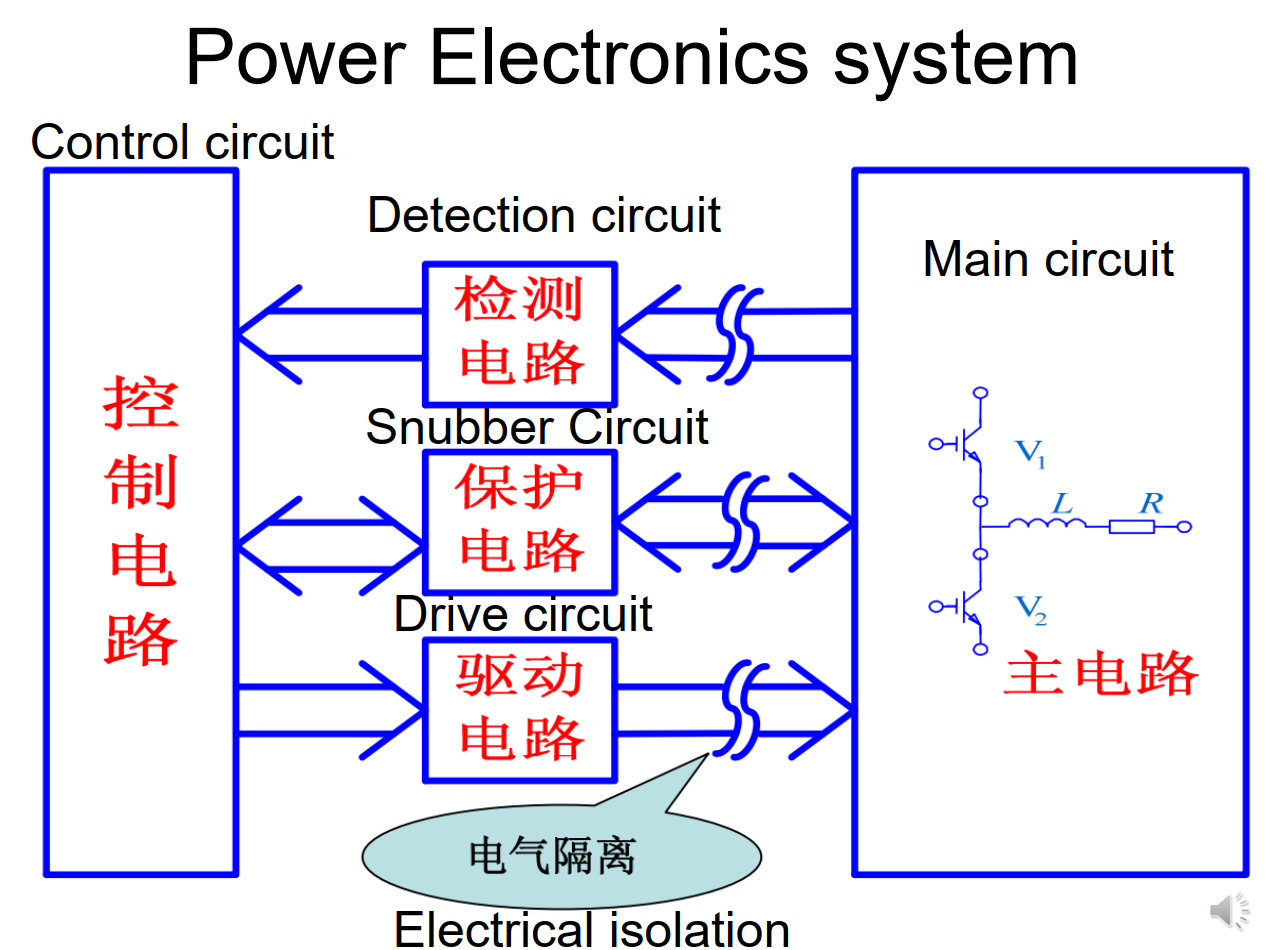 Power Electronics system
Control circuit
控
制
电
路
Detection circuit
检测
电路
Snubber Circuit
保护
电路
Drive circuit
驱动
电路
电气隔离
Electrical isolation
Main circuit
V1
L R
V2
主电路